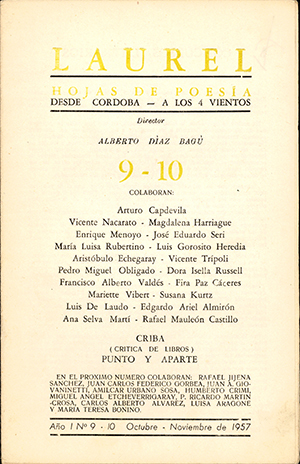 LAUREL
HOJAS DE POESÍA
DESDE CORDOBA — A LOS 4 VIENTOS
Director
ALBERTO DÍAZ BAGÚ
9 - 10
COLABORAN:
Arturo Capdevila
Vicente Nacarato - Magdalena Harriague
Enrique Menoyo - José Eduardo Seri
María Luisa Rubertino - Luis Gorosito Heredia
Aristóbulo Echegaray - Vicente Trípoli
Pedro Miguel Obligado - Dora Isella Russell
Francisco Alberto Valdés - Fira Paz Cáceres
Mariette Vibert - Susana Kurtz
Luis De Laudo - Edgardo Ariel Almirón
Ana Selva Martí - Rafael Mauleón Castillo
CRIBA
(CRITICA DE LIBROS)
PUNTO Y APARTE
EN EL PROXIMO NUMERO COLABORAN: RAFAEL JIJENA
SANCHEZ, JUAN CARLOS FEDERICO GORBEA, JUAN A. GIO-
VANINETTI, AMILCAR URBANO SOSA, HUMBERTO CRIMI,
MIGUEL ANGEL ETCHEVERRIGARAY, P. RICARDO MARTIN
-CROSA, CARLOS ALBERTO ALVAREZ, LUISA ARAGONE
Y MARIA TERESA BONINO.
Año I Nº 9 - 10 Octubre - Noviembre de 1957